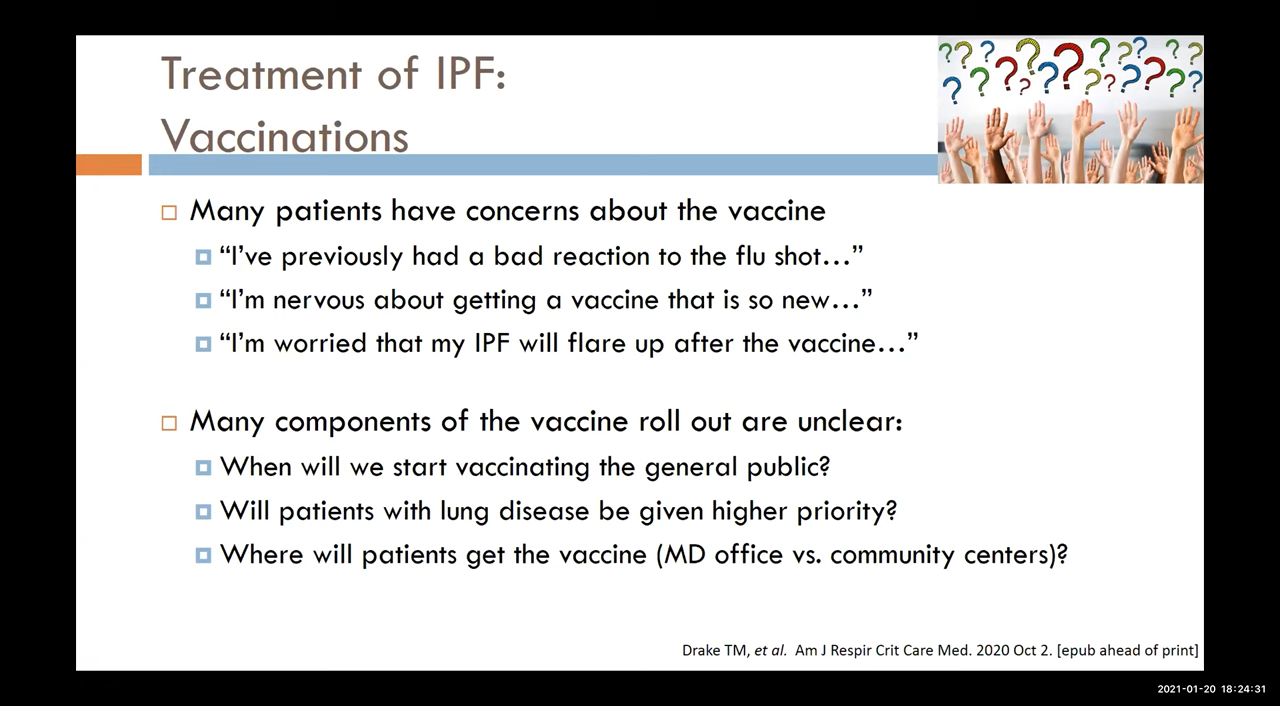 Treatment of IPF:
Vaccinations
Many patients have concerns about the vaccine
“I’ve previously had a bad reaction to the flu shot…”
“I’m nervous about getting a vaccine that is so new…”
“I’m worried that my IPF will flare up after the vaccine…”
Many components of the vaccine roll out are unclear:
When will we start vaccinating the general public?
Will patients with lung disease be given higher priority?
Where will patients get the vaccine (MD office vs. community centers)?
Drake TM, et al. Am J Respir Crit Care Med. 2020 Oct 2. [epub ahead of print]
2021-01-20 18:24:31